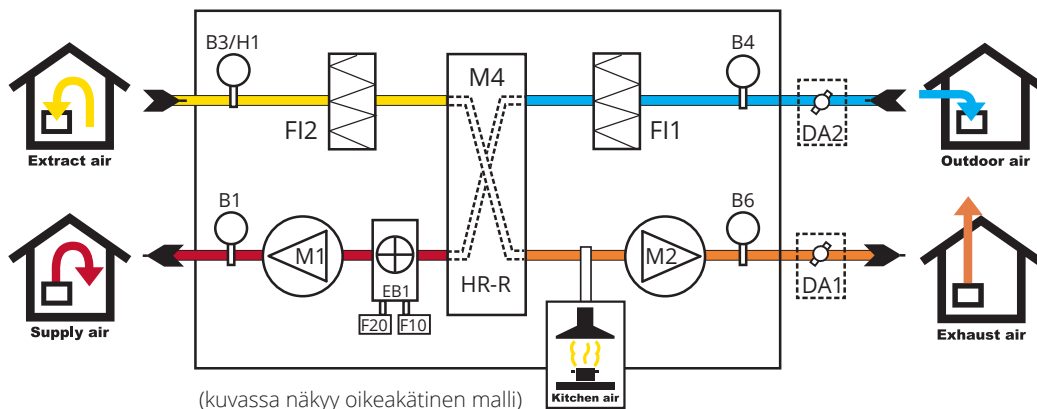 B3/H1
B4
M4
FI2
FI1
DA2
Extract air
Outdoor air
B1
B6
M1
M2
EB1
HR-R
DA1
F20
F10
Supply air
Exhaust air
Kitchen air
(kuvassa näkyy oikeakätinen malli)